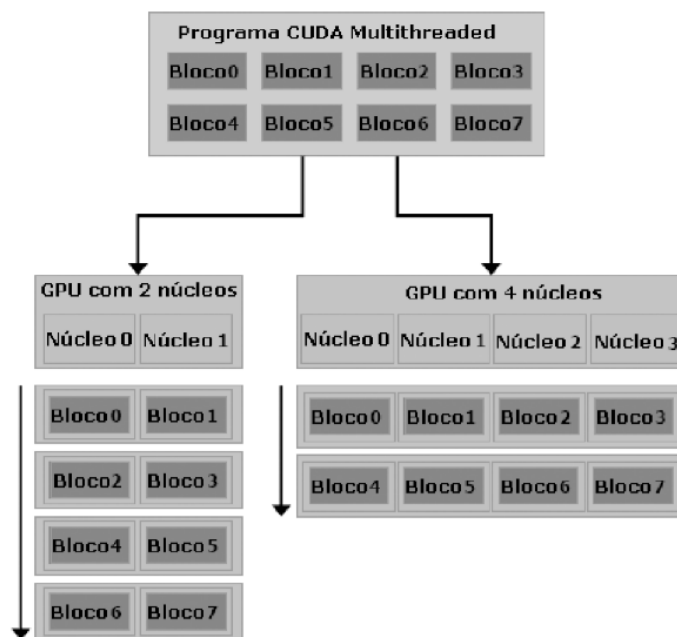 Programa CUDA Multithreaded
Bloco0 Bloco1 Bloco2 Bloco3
Bloco4 Bloco5 Bloco6 Bloco7
GPU com 2 núcleos
Núcleo 0 Núcleo 1
Bloco0 Bloco1
Bloco2 Bloco3
Bloco4 Bloco5
Bloco6 Bloco7
GPU com 4 núcleos
Núcleo 0 Núcleo 1 Núcleo 2 Núcleo 3
Bloco0 Bloco1 Bloco2 Bloco3
Bloco4 Bloco5 Bloco6 Bloco7